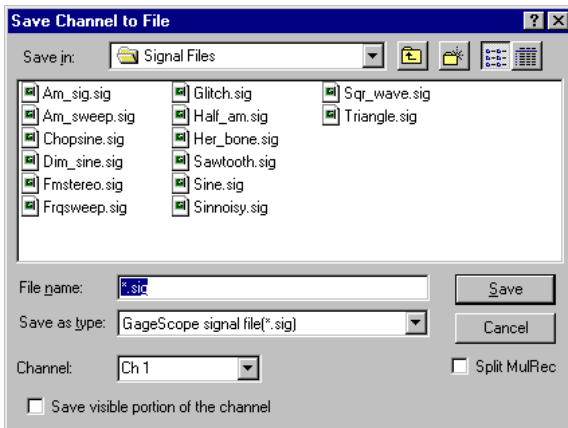 Save Channel to File
Save in: Signal Files
Am_sig.sig Glitch.sig Sqr_wave.sig
Am_sweep.sig Half_am.sig Triangle.sig
Chopsine.sig Her_bone.sig
Dim_sine.sig Sawtooth.sig
Fmstereo.sig Sine.sig
Frqsweep.sig Sinnoisy.sig
File name: *.sig Save
Save as type: GageScope signal file(*.sig) Cancel
Channel: Ch 1 Split MulRec
Save visible portion of the channel